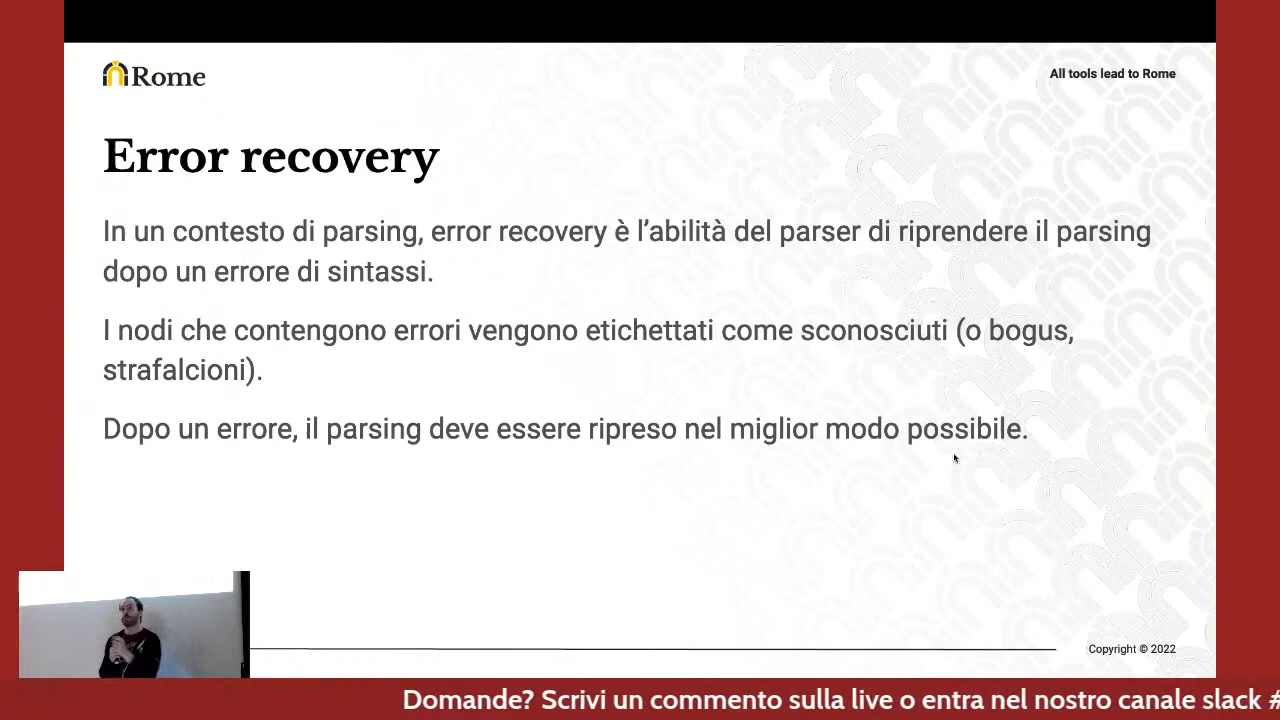 Rome
All tools lead to Rome
Error recovery
In un contesto di parsing, error recovery è l’abilità del parser di riprendere il parsing
dopo un errore di sintassi.
I nodi che contengono errori vengono etichettati come sconosciuti (o bogus,
strafalcioni).
Dopo un errore, il parsing deve essere ripreso nel miglior modo possibile.
Copyright © 2022
Domande? Scrivi un commento sulla live o entra nel nostro canale slack #